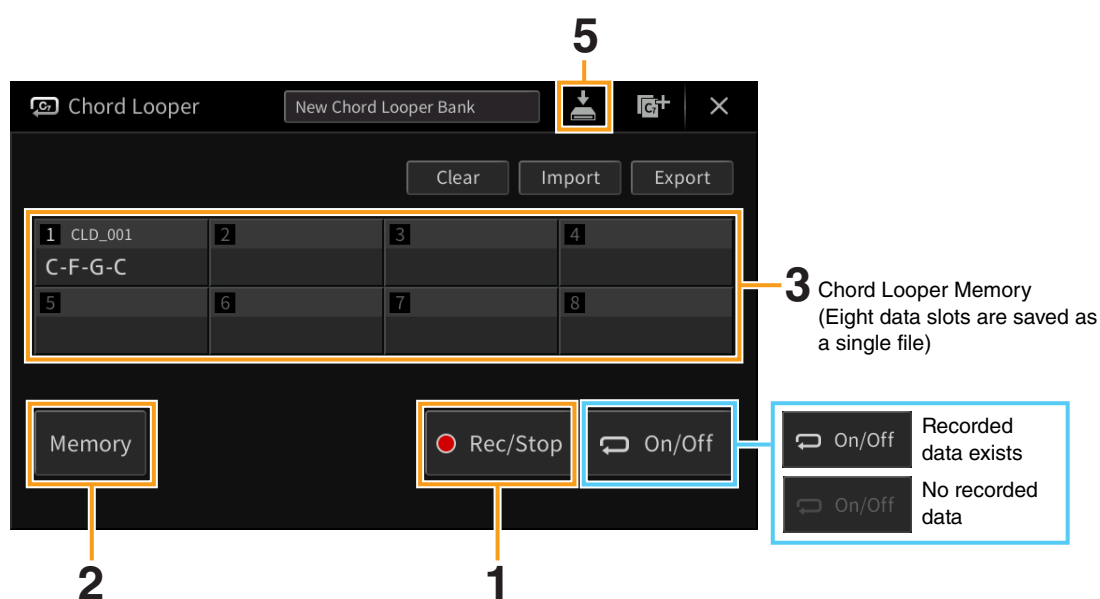 5
C7 Chord Looper New Chord Looper Bank C7+ ×
Clear Import Export
1 CLD_001 2 3 4
C-F-G-C
5 6 7 8
3 Chord Looper Memory
(Eight data slots are saved as
a single file)
Memory Rec/Stop On/Off
On/Off Recorded
data exists
On/Off No recorded
data
2 1